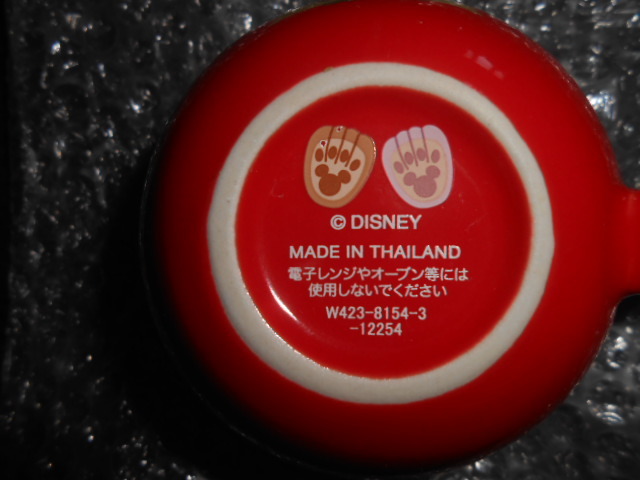 © DISNEY
MADE IN THAILAND
電子レンジやオーブン等には
使用しないでください
W423-8154-3
-12254